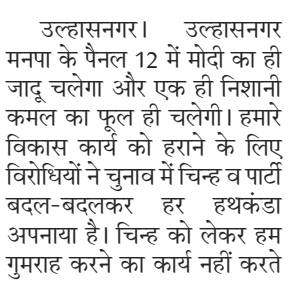 उल्हासनगर। उल्हासनगर
मनपा के पैनल 12 में मोदी का ही
जादू चलेगा और एक ही निशानी
कमल का फूल ही चलेगी। हमारे
विकास कार्य को हराने के लिए
विरोधियों ने चुनाव में चिन्ह व पार्टी
बदल-बदलकर हर हथकंडा
अपनाया है। चिन्ह को लेकर हम
गुमराह करने का कार्य नहीं करते